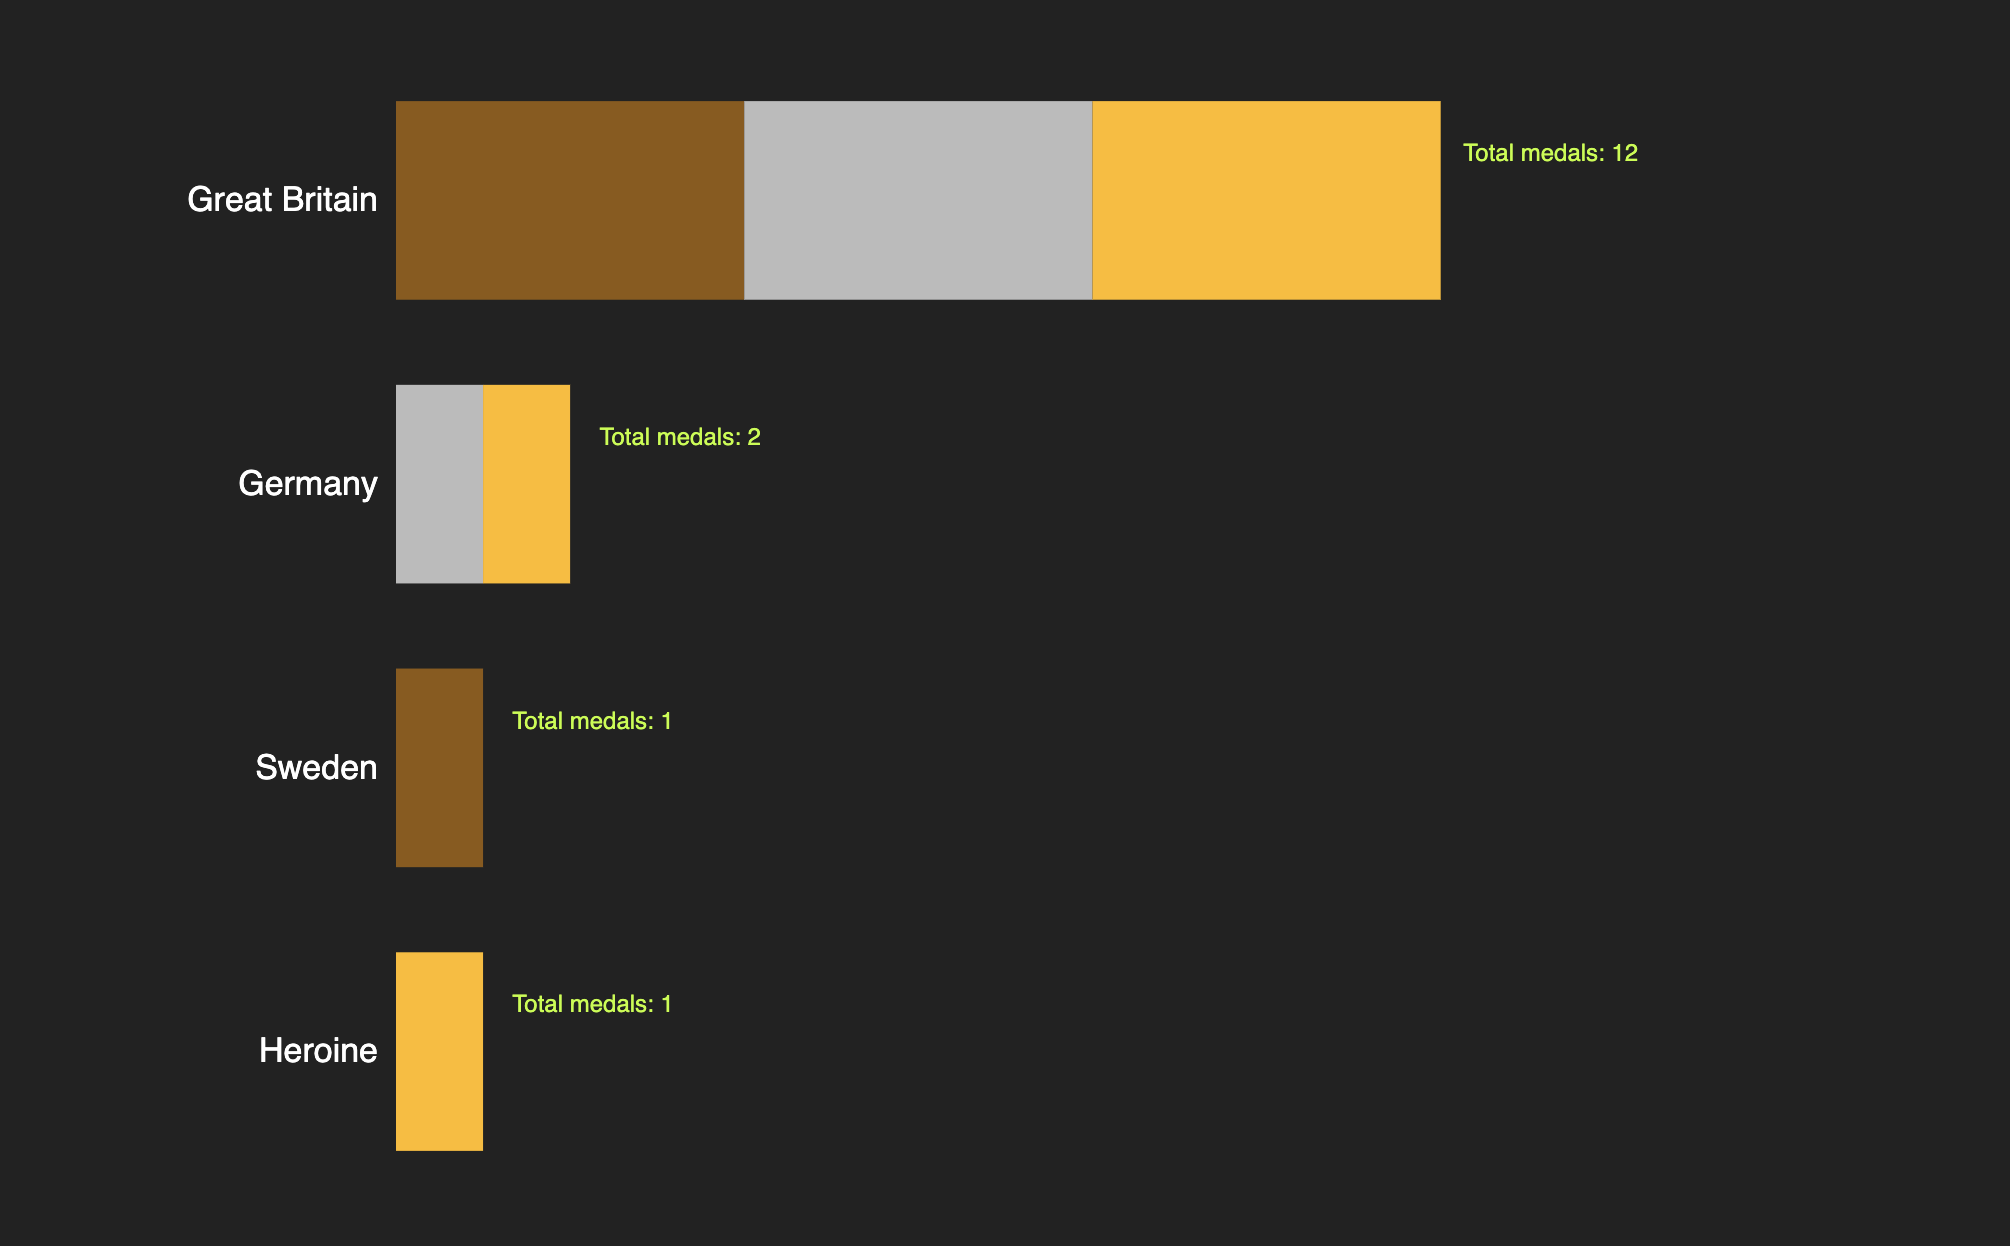 Great Britain
Total medals: 12
Germany
Total medals: 2
Sweden
Total medals: 1
Heroine
Total medals: 1